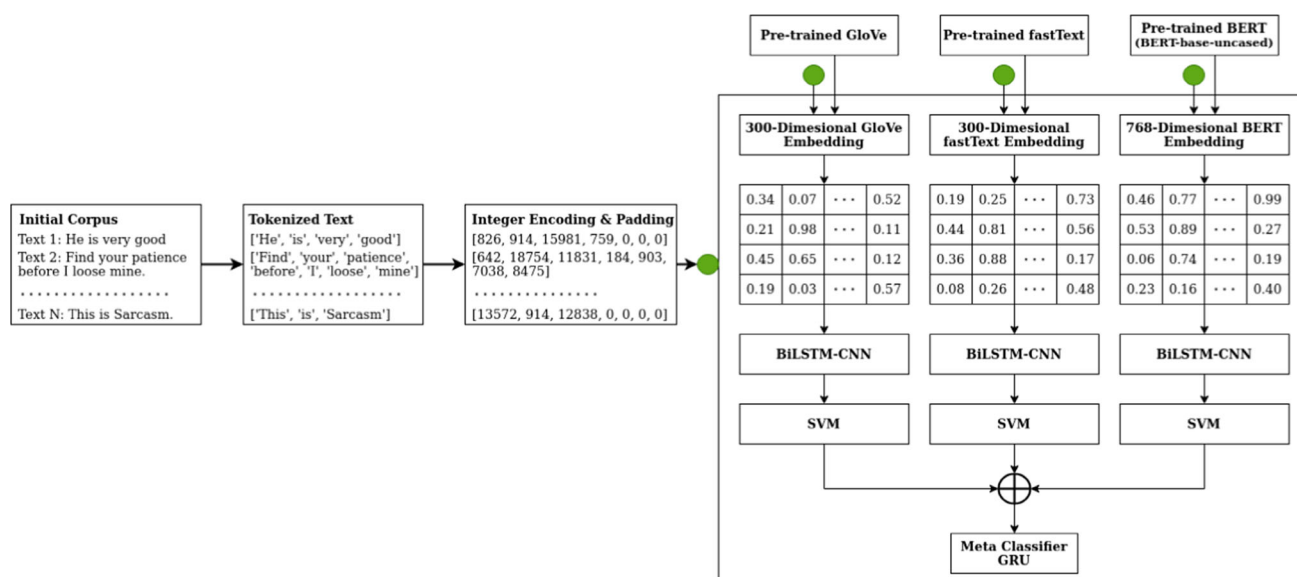 Pre-trained GloVe
Pre-trained fastText
Pre-trained BERT
(BERT-base-uncased)
300-Dimesional GloVe
Embedding
300-Dimesional
fastText Embedding
768-Dimesional BERT
Embedding
Initial Corpus
Text 1: He is very good
Text 2: Find your patience
before I loose mine.
..................
Text N: This is Sarcasm.
Tokenized Text
['He', 'is', 'very', 'good']
['Find', 'your', 'patience',
'before', 'I', 'loose', 'mine']
..................
['This', 'is', 'Sarcasm']
Integer Encoding & Padding
[826, 914, 15981, 759, 0, 0, 0]
[642, 18754, 11831, 184, 903,
7038, 8475]
...............
[13572, 914, 12838, 0, 0, 0, 0]
0.34 0.07 ··· 0.52
0.21 0.98 ··· 0.11
0.45 0.65 ··· 0.12
0.19 0.03 ··· 0.57
0.19 0.25 ··· 0.73
0.44 0.81 ··· 0.56
0.36 0.88 ··· 0.17
0.08 0.26 ··· 0.48
0.46 0.77 ··· 0.99
0.53 0.89 ··· 0.27
0.06 0.74 ··· 0.19
0.23 0.16 ··· 0.40
BiLSTM-CNN
BiLSTM-CNN
BiLSTM-CNN
SVM
SVM
SVM
Meta Classifier
GRU